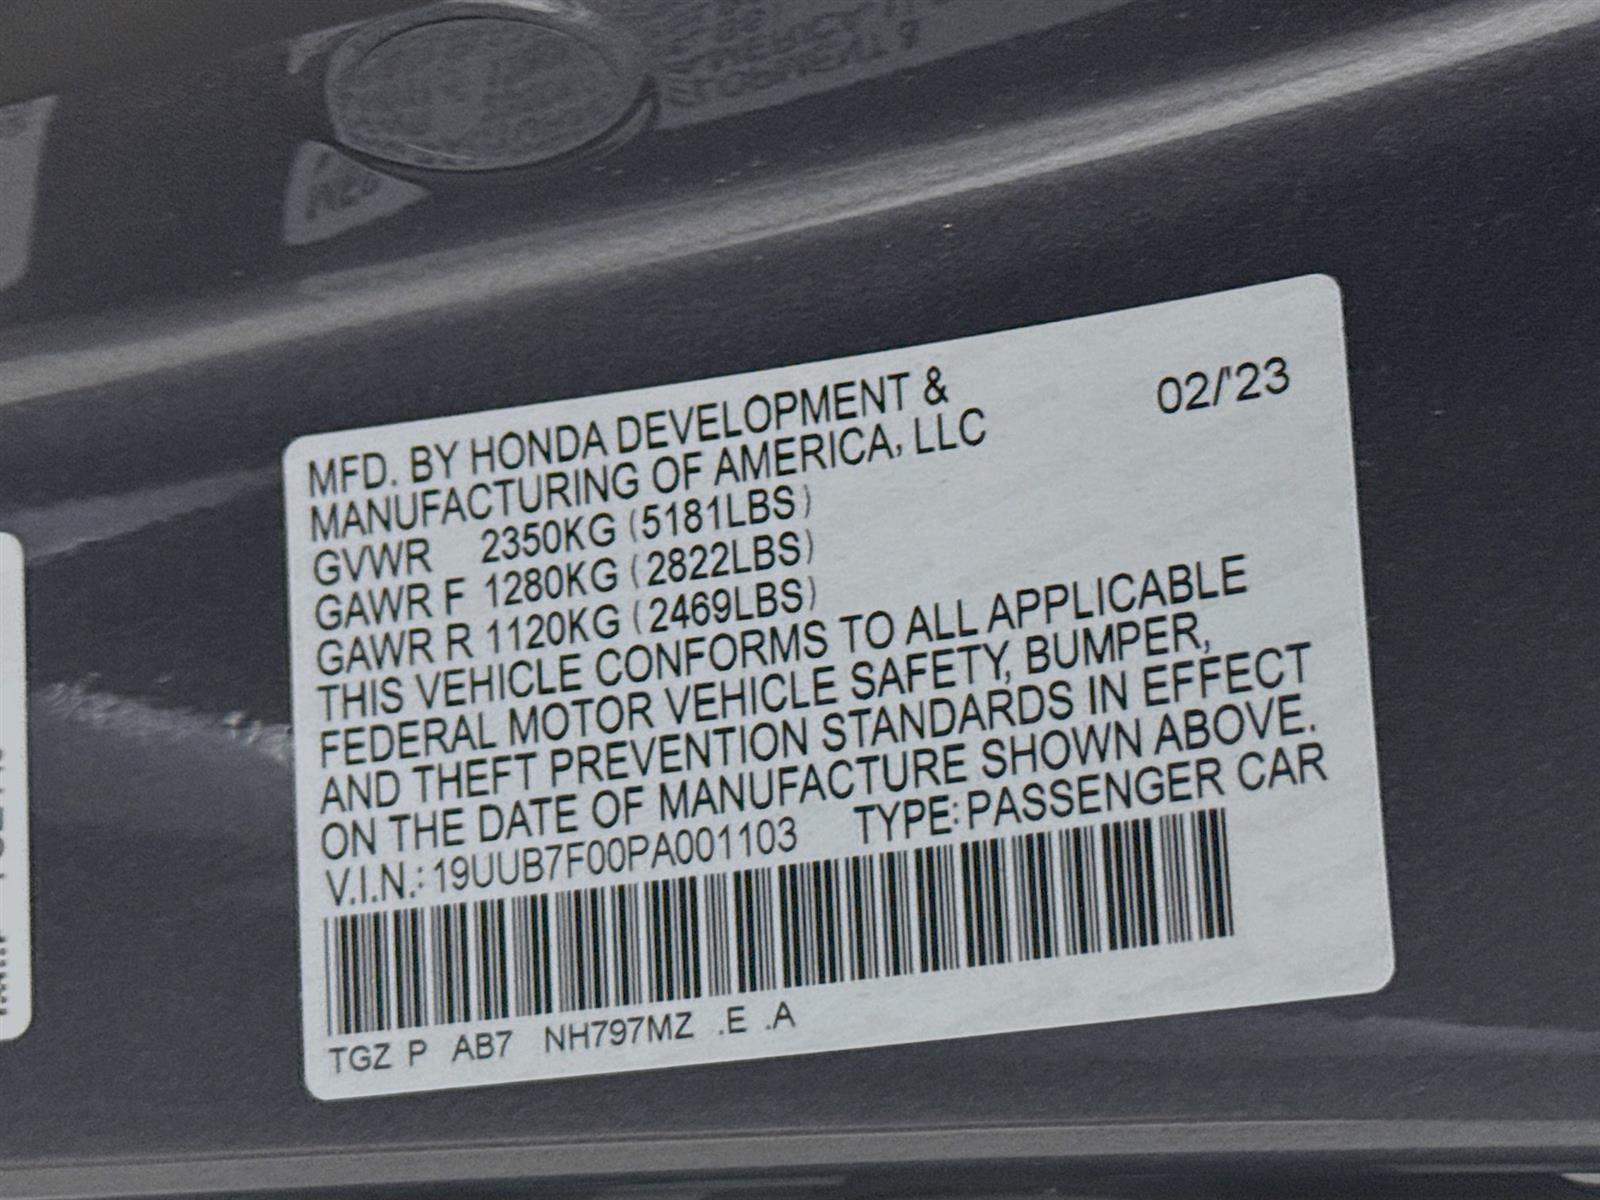 MFD. BY HONDA DEVELOPMENT &
MANUFACTURING OF AMERICA, LLC
02/'23
GVWR 2350KG (5181LBS)
GAWR F 1280KG (2822LBS)
GAWR R 1120KG (2469LBS)
THIS VEHICLE CONFORMS TO ALL APPLICABLE
FEDERAL MOTOR VEHICLE SAFETY, BUMPER,
AND THEFT PREVENTION STANDARDS IN EFFECT
ON THE DATE OF MANUFACTURE SHOWN ABOVE.
V.I.N.: 19UUB7F00PA001103 TYPE: PASSENGER CAR
TGZ P AB7 NH797MZ .E .A